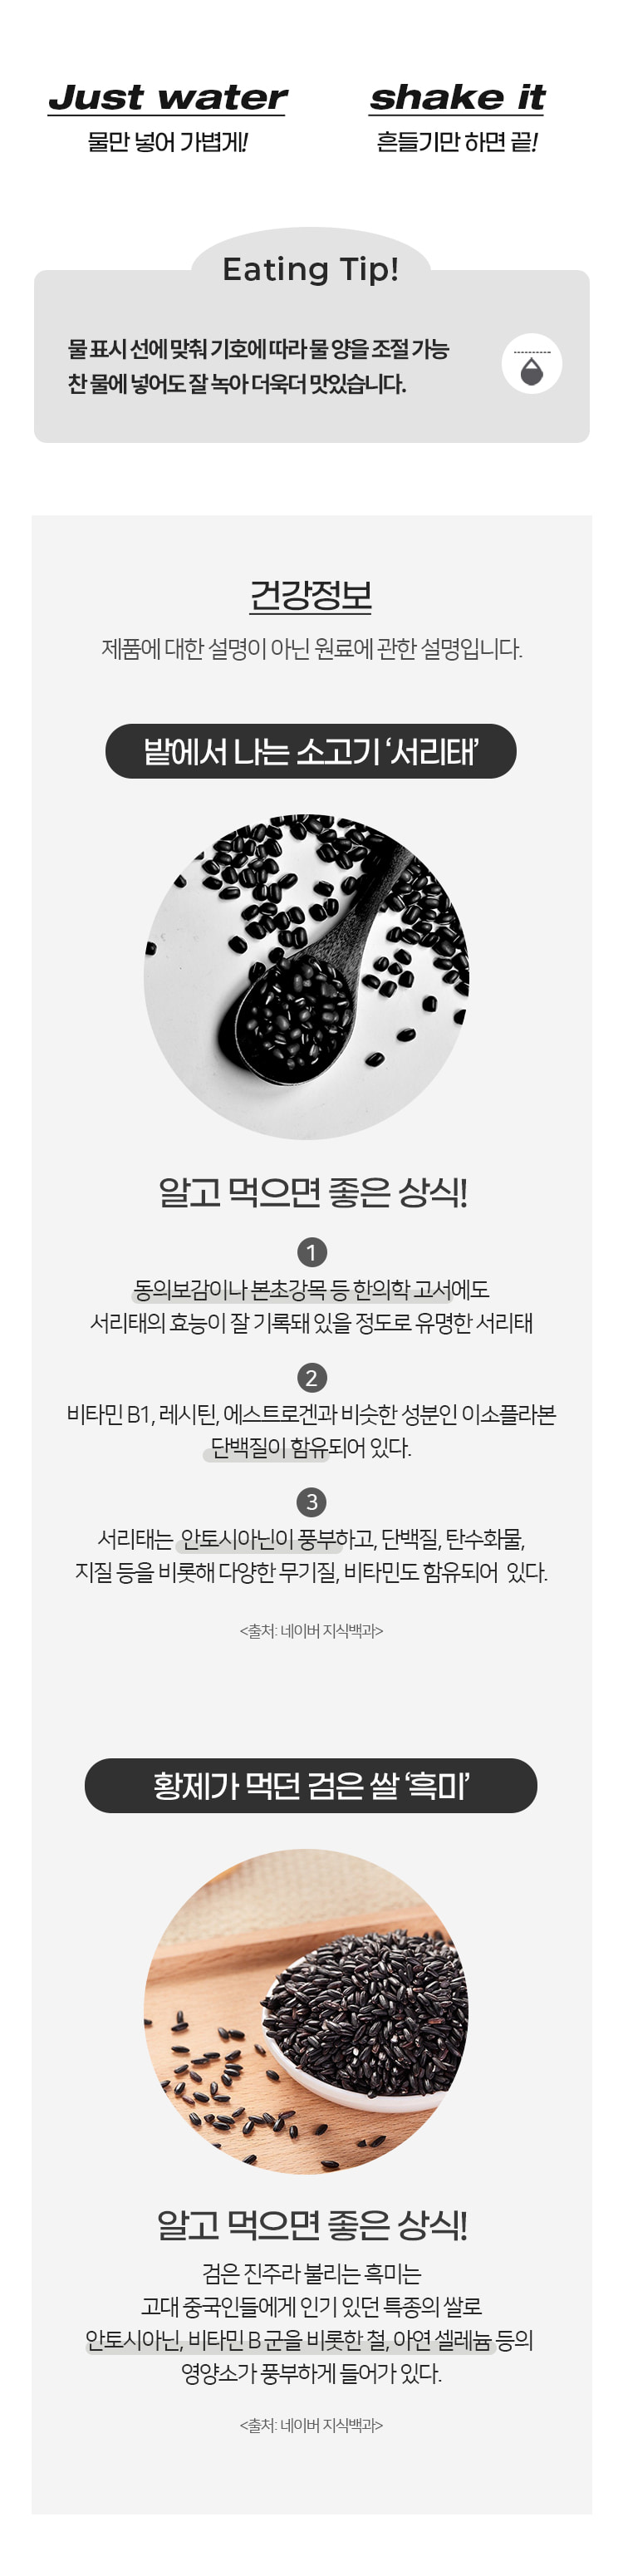 Just water
물만 넣어 가볍게!
shake it
흔들기만 하면 끝!
Eating Tip!
물 표시 선에 맞춰 기호에 따라 물 양을 조절 가능
찬 물에 넣어도 잘 녹아 더욱더 맛있습니다.
건강정보
제품에 대한 설명이 아닌 원료에 관한 설명입니다.
밭에서 나는 소고기 ‘서리태’
알고 먹으면 좋은 상식!
1
동의보감이나 본초강목 등 한의학 고서에도
서리태의 효능이 잘 기록돼 있을 정도로 유명한 서리태
2
비타민 B1, 레시틴, 에스트로겐과 비슷한 성분인 이소플라본
단백질이 함유되어 있다.
3
서리태는 안토시아닌이 풍부하고, 단백질, 탄수화물,
지질 등을 비롯해 다양한 무기질, 비타민도 함유되어 있다.
<출처: 네이버 지식백과>
황제가 먹던 검은 쌀 ‘흑미’
알고 먹으면 좋은 상식!
검은 진주라 불리는 흑미는
고대 중국인들에게 인기 있던 특종의 쌀로
안토시아닌, 비타민 B 군을 비롯한 철, 아연 셀레늄 등의
영양소가 풍부하게 들어가 있다.
<출처: 네이버 지식백과>